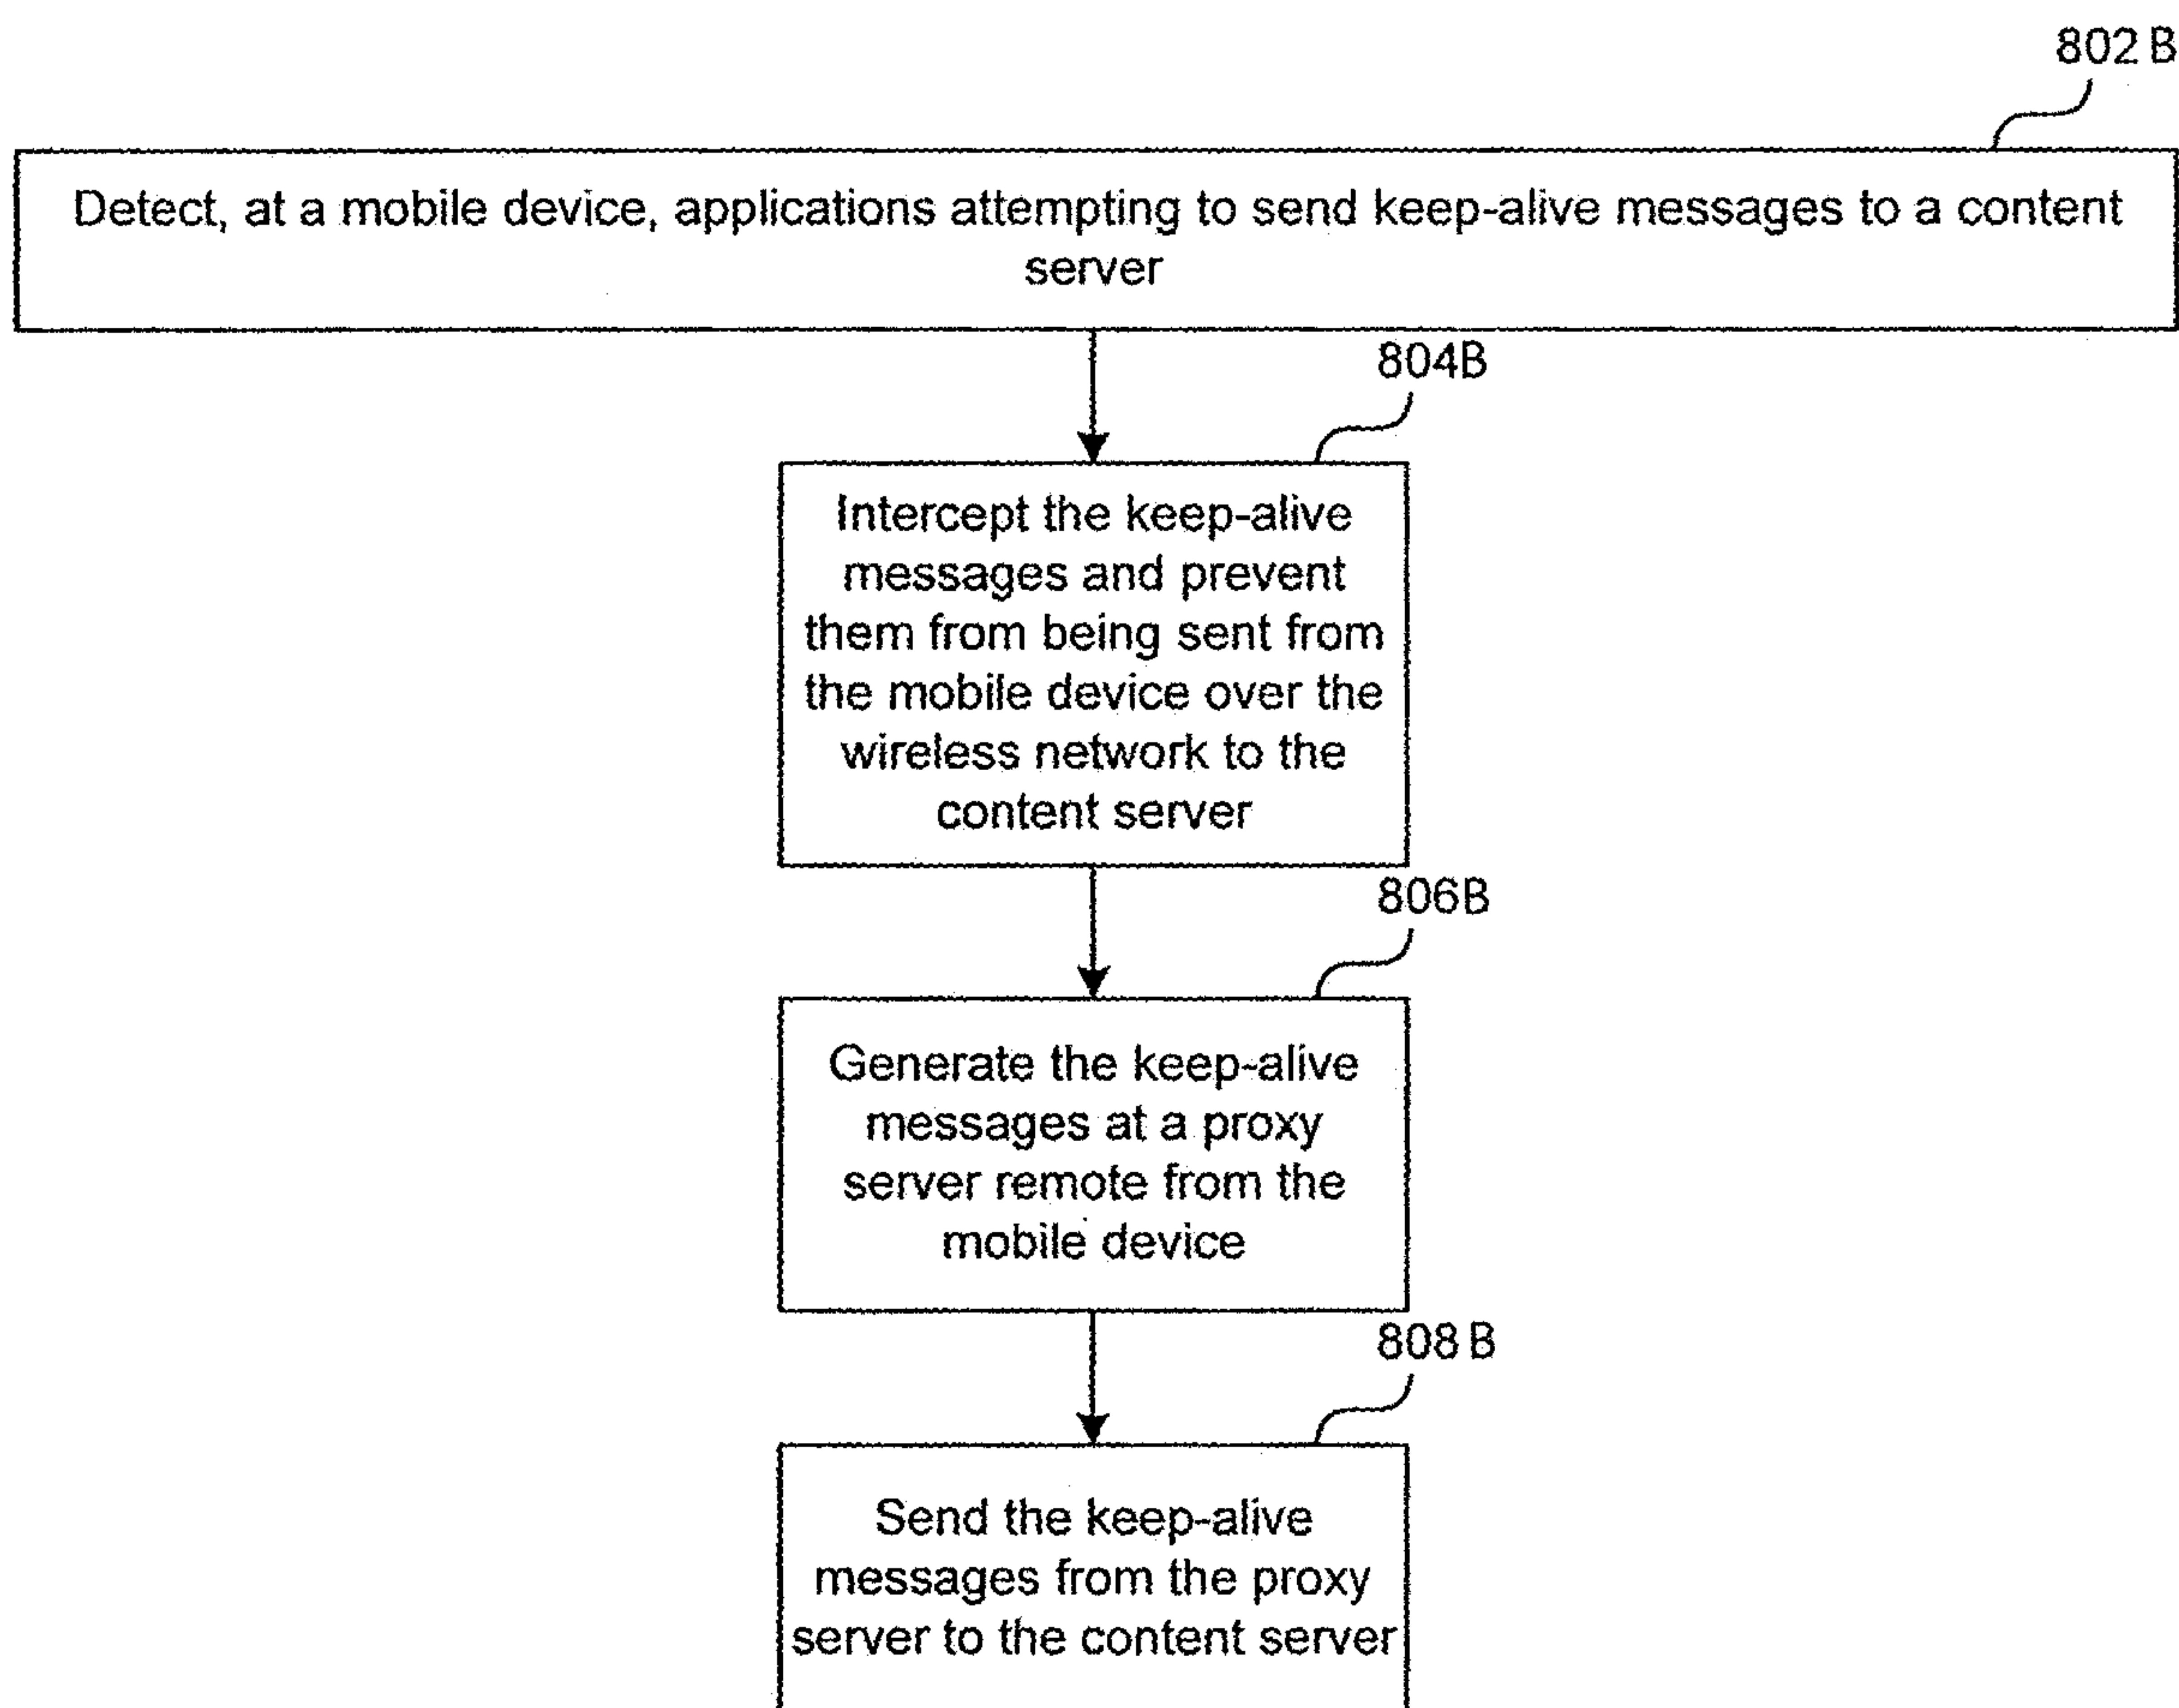 802 B
Detect, at a mobile device, applications attempting to send keep-alive messages to a content
server
804B
Intercept the keep-alive
messages and prevent
them from being sent from
the mobile device over the
wireless network to the
content server
806B
Generate the keep-alive
messages at a proxy
server remote from the
mobile device
808 B
Send the keep-alive
messages from the proxy
server to the content server